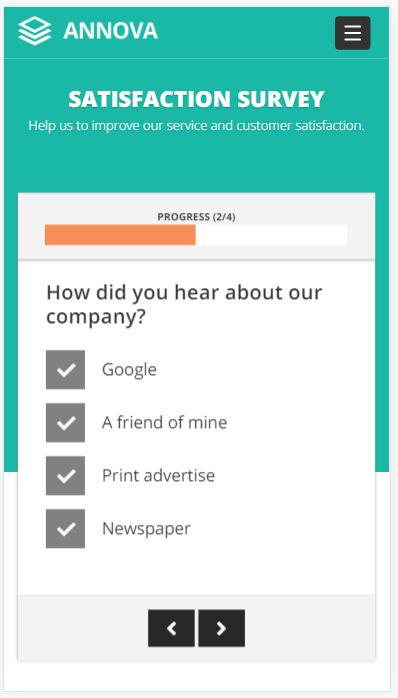 ANNOVA
SATISFACTION SURVEY
Help us to improve our service and customer satisfaction.
PROGRESS (2/4)
How did you hear about our
company?
Google
A friend of mine
Print advertise
Newspaper